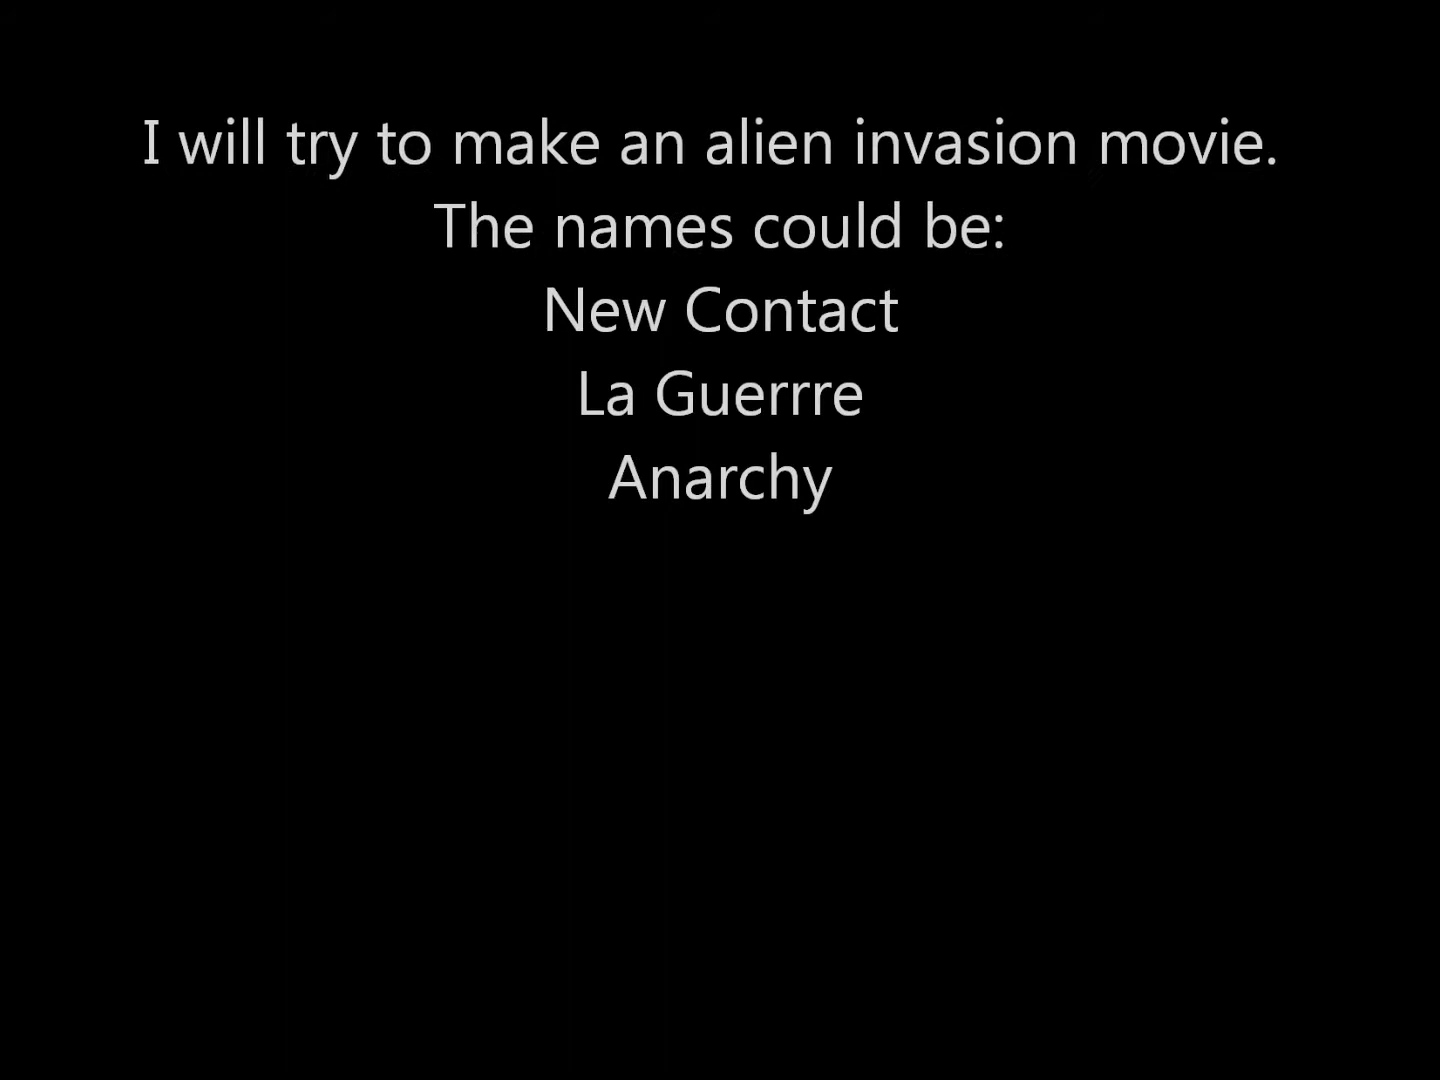 I will try to make an alien invasion movie.
The names could be:
New Contact
La Guerrre
Anarchy